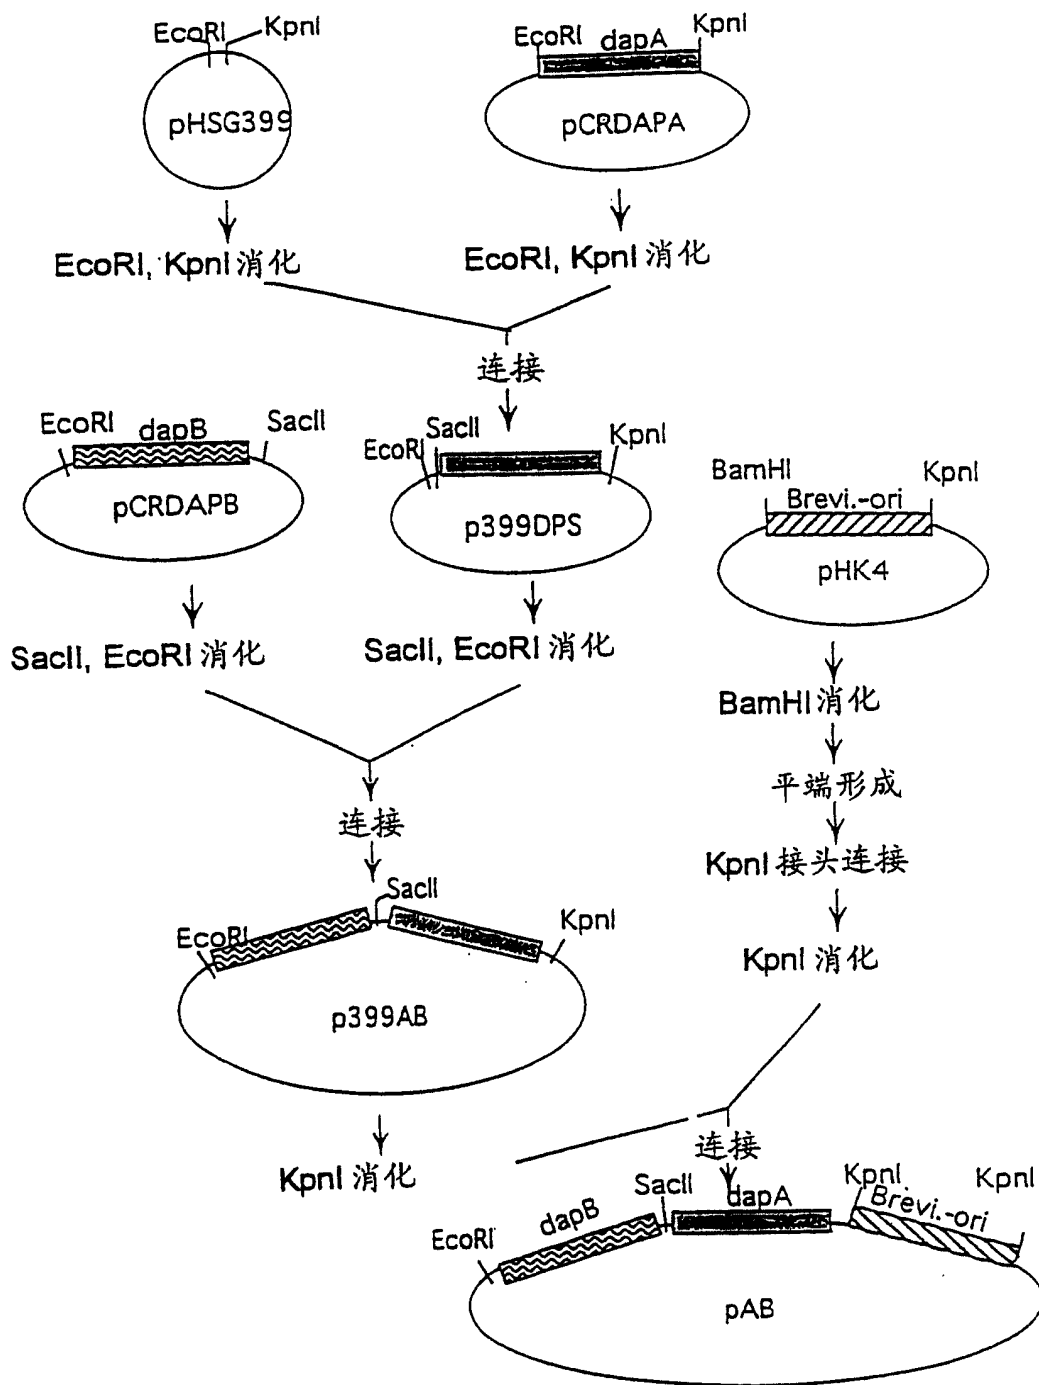 EcoRI
KpnI
pHSG399
EcoRI
dapA
KpnI
pCRDAPA
EcoRI, KpnI 消化
EcoRI, KpnI 消化
连接
EcoRI
dapB
SacII
pCRDAPB
EcoRI
SacII
KpnI
p399DPS
BamHI
Brevi.-ori
KpnI
pHK4
SacII, EcoRI 消化
SacII, EcoRI 消化
BamHI 消化
平端形成
连接
KpnI 接头连接
EcoRI
SacII
KpnI
p399AB
KpnI 消化
KpnI 消化
连接
EcoRI
dapB
SacII
dapA
KpnI
Brevi.-ori
KpnI
pAB